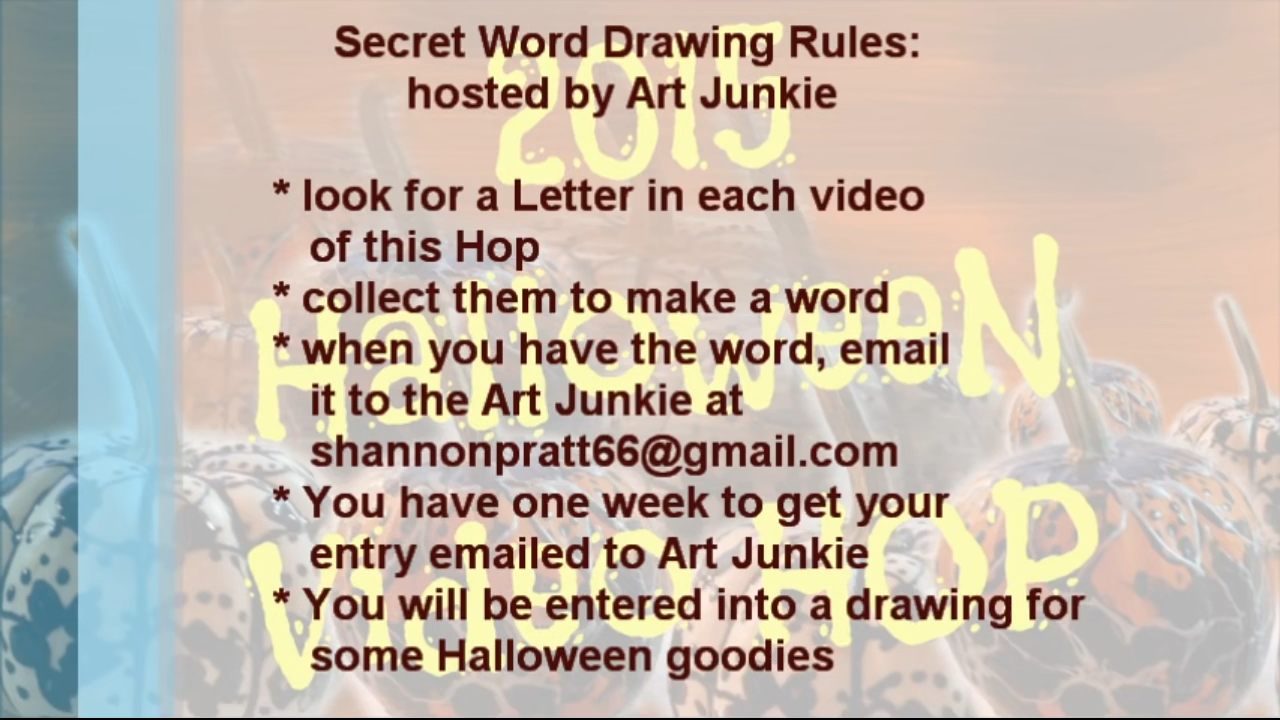 Secret Word Drawing Rules:
hosted by Art Junkie
2015
* look for a Letter in each video
of this Hop
* collect them to make a word
HalloweeN
* when you have the word, email
it to the Art Junkie at
shannonpratt66@gmail.com
* You have one week to get your
entry emailed to Art Junkie
Video HOP
* You will be entered into a drawing for
some Halloween goodies